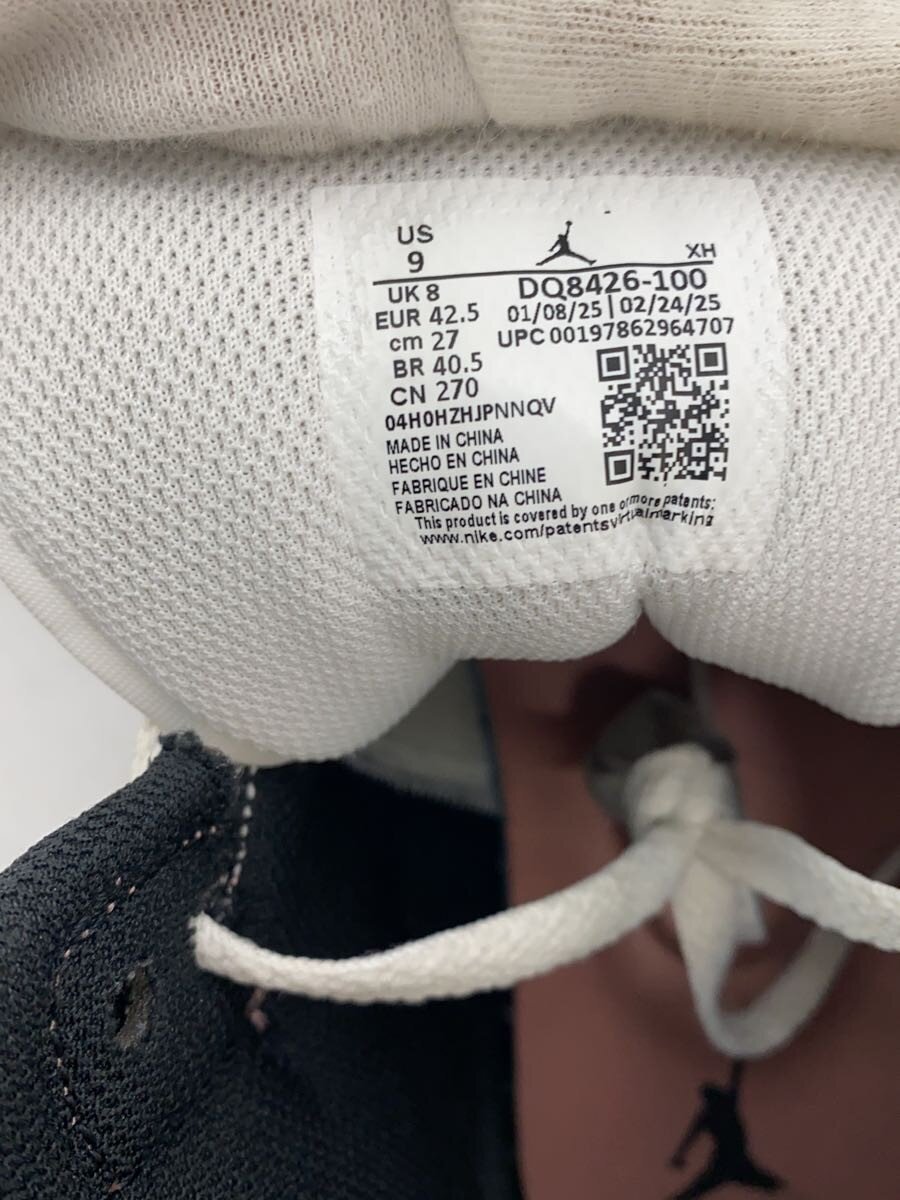 US
9
XH
UK 8
DQ8426-100
EUR 42.5
01/08/25 | 02/24/25
cm 27
UPC 00197862964707
BR 40.5
CN 270
04H0HZHJPNNQV
MADE IN CHINA
HECHO EN CHINA
FABRIQUE EN CHINE
FABRICADO NA CHINA
This product is covered by one or more patents:
www.nike.com/patentsvirtualmarking